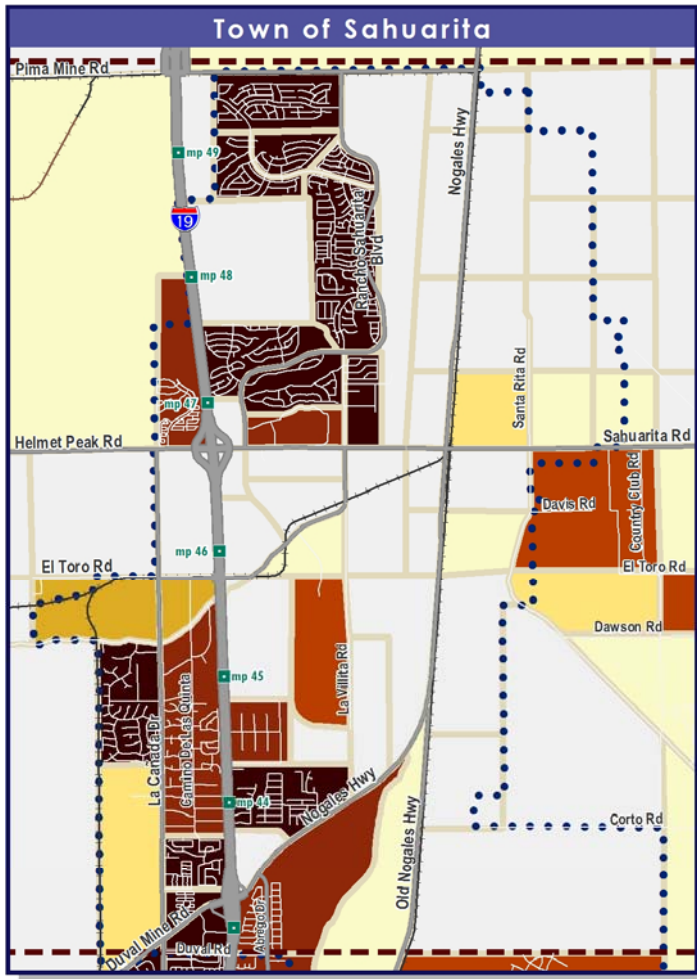 Town of Sahuarita
Pima Mine Rd
mp 49
19
Nogales Hwy
Rancho Sahuarita
Blvd
mp 48
Santa Rita Rd
mp 47
Helmet Peak Rd
Sahuarita Rd
Country Club Rd
Davis Rd
mp 46
El Toro Rd
El Toro Rd
Dawson Rd
La Villita Rd
mp 45
La Cañada Dr
Camino De Las Quinta
mp 44
Nogales Hwy
Old Nogales Hwy
Corto Rd
Abrego Dr
Duval Mine Rd
Duval Rd